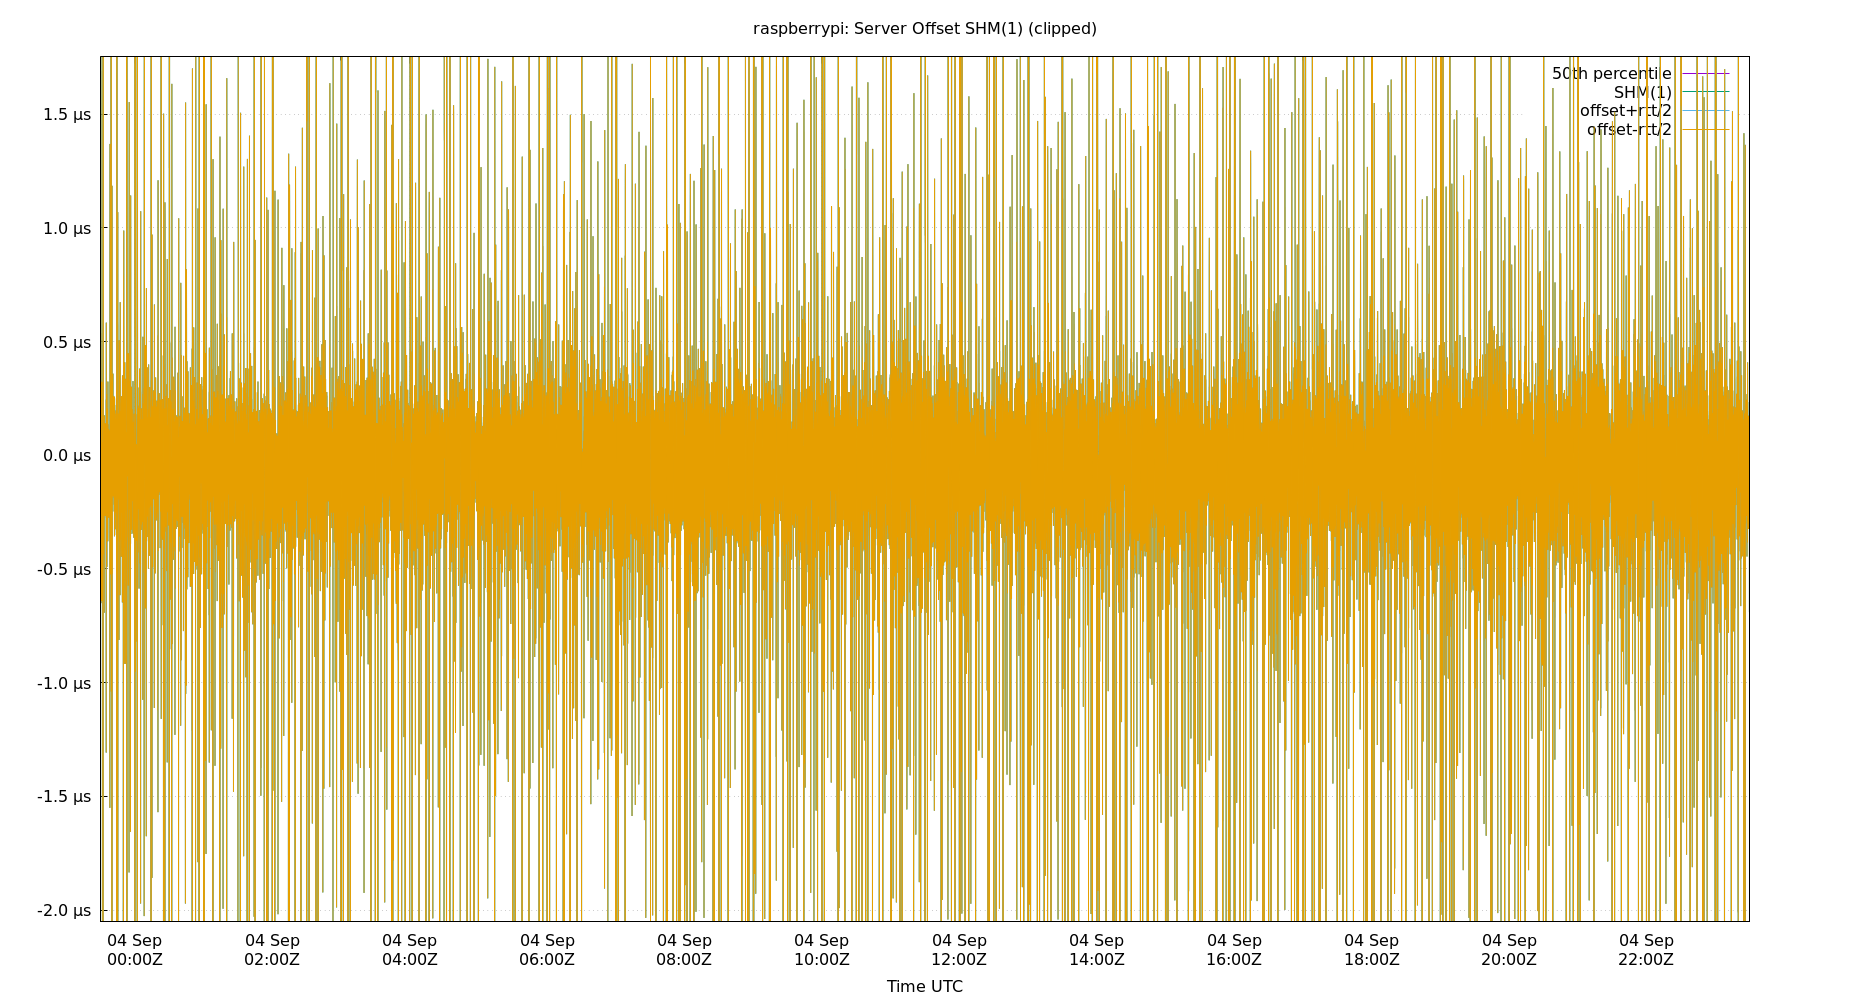 raspberrypi: Server Offset SHM(1) (clipped)
50th percentile
SHM(1)
offset+rtt/2
offset-rtt/2
1.5 µs
1.0 µs
0.5 µs
0.0 µs
-0.5 µs
-1.0 µs
-1.5 µs
-2.0 µs
04 Sep 04 Sep 04 Sep 04 Sep 04 Sep 04 Sep 04 Sep 04 Sep 04 Sep 04 Sep 04 Sep 04 Sep
00:00Z 02:00Z 04:00Z 06:00Z 08:00Z 10:00Z 12:00Z 14:00Z 16:00Z 18:00Z 20:00Z 22:00Z
Time UTC